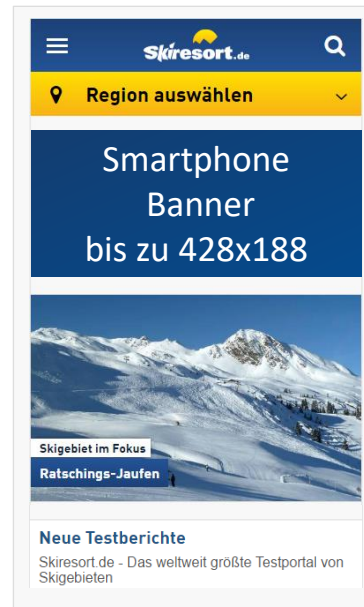 Skiresort.de
Region auswählen
Smartphone
Banner
bis zu 428x188
Skigebiet im Fokus
Ratschings-Jaufen
Neue Testberichte
Skiresort.de - Das weltweit größte Testportal von
Skigebieten